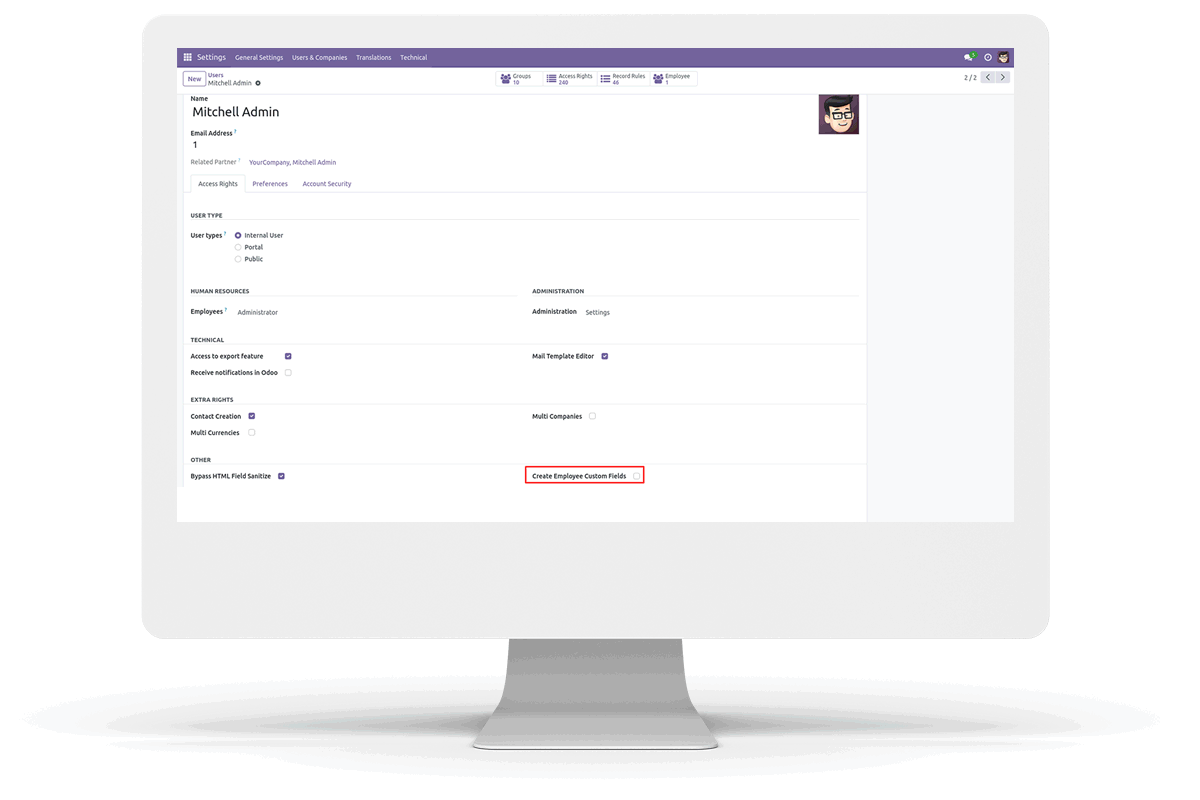 Settings General Settings Users & Companies Translations Technical
New Users
Mitchell Admin
Groups 10
Access Rights 240
Record Rules 46
Employee 1
2 / 2
Name
Mitchell Admin
Email Address ?
1
Related Partner ? YourCompany, Mitchell Admin
Access Rights Preferences Account Security
USER TYPE
User types ? Internal User
Portal
Public
HUMAN RESOURCES ADMINISTRATION
Employees ? Administrator Administration Settings
TECHNICAL
Access to export feature Mail Template Editor
Receive notifications in Odoo
EXTRA RIGHTS
Contact Creation Multi Companies
Multi Currencies
OTHER
Bypass HTML Field Sanitize Create Employee Custom Fields